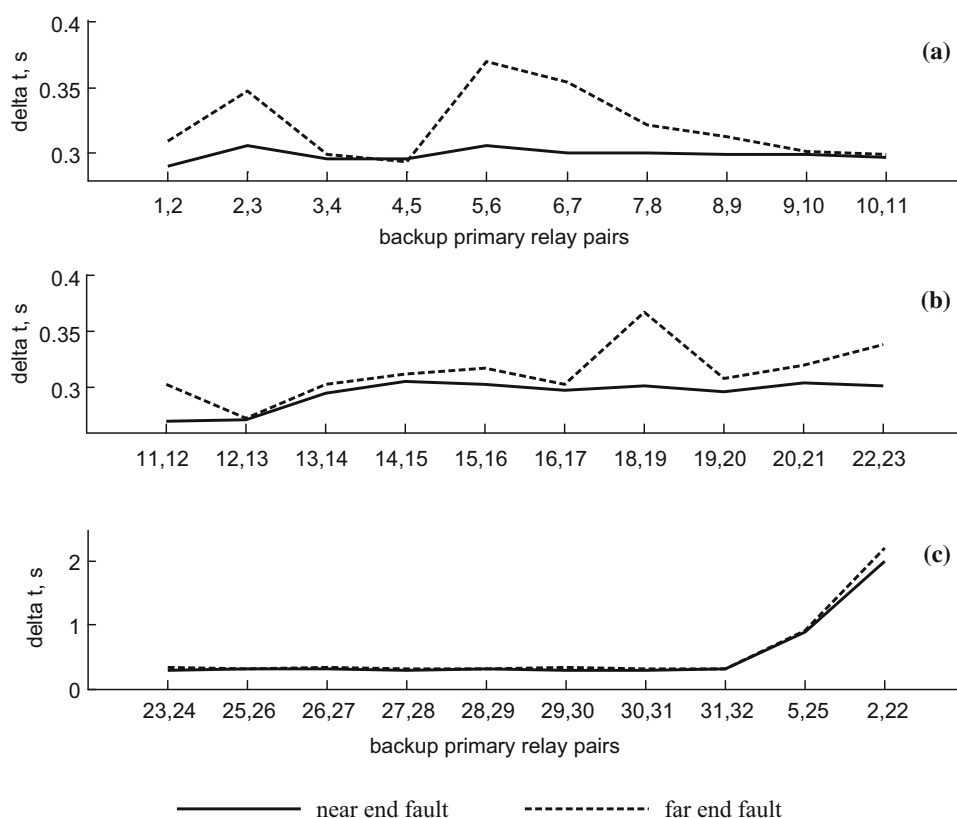 0.4
(a)
0.35
delta t, s
0.3
1,2 2,3 3,4 4,5 5,6 6,7 7,8 8,9 9,10 10,11
backup primary relay pairs
0.4
(b)
0.35
delta t, s
0.3
11,12 12,13 13,14 14,15 15,16 16,17 18,19 19,20 20,21 22,23
(c)
2
delta t, s
1
0
23,24 25,26 26,27 27,28 28,29 29,30 30,31 31,32 5,25 2,22
backup primary relay pairs
near end fault far end fault